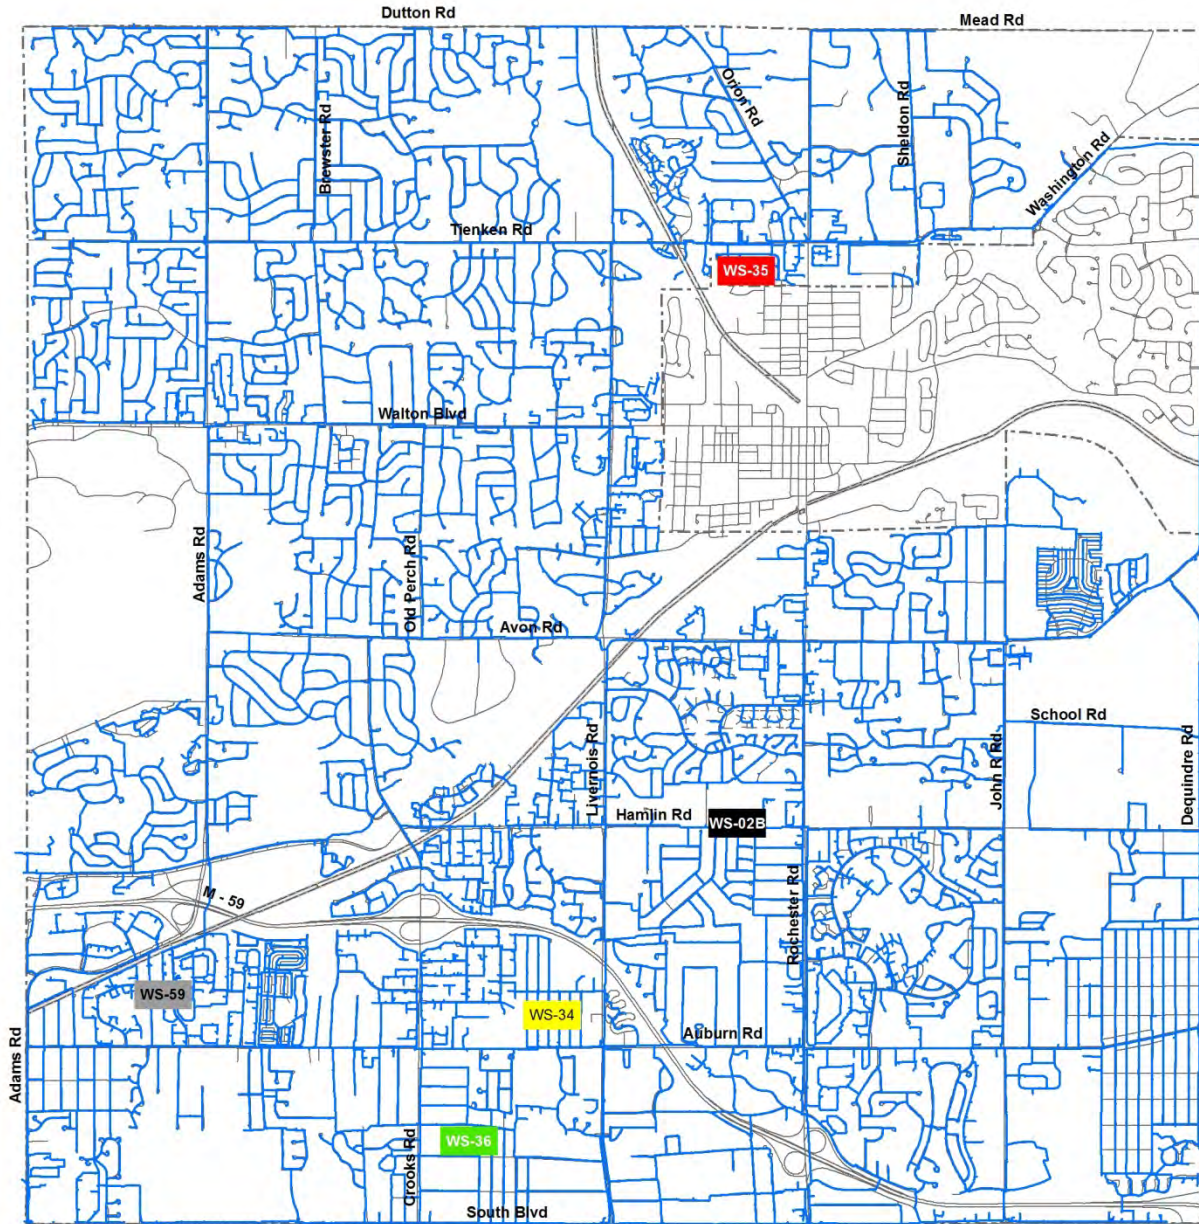 Dutton Rd
Mead Rd
Orion Rd
Brewster Rd
Sheldon Rd
Washington Rd
Tienken Rd
WS-35
Walton Blvd
Adams Rd
Old Perch Rd
Avon Rd
School Rd
Livernois Rd
John R Rd
Dequindre Rd
Hamlin Rd
WS-02B
M - 59
Rochester Rd
WS-59
WS-34
Auburn Rd
Adams Rd
Crooks Rd
WS-36
South Blvd